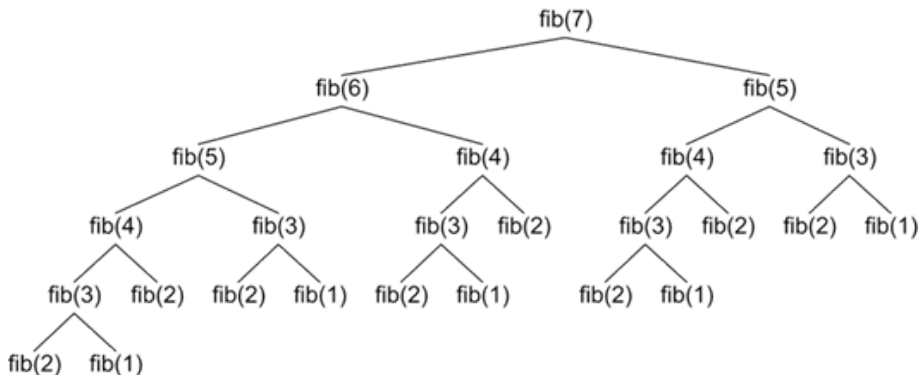 fib(7)
fib(6) fib(5)
fib(5) fib(4) fib(4) fib(3)
fib(4) fib(3) fib(3) fib(2) fib(3) fib(2) fib(2) fib(1)
fib(3) fib(2) fib(2) fib(1) fib(2) fib(1) fib(2) fib(1)
fib(2) fib(1)